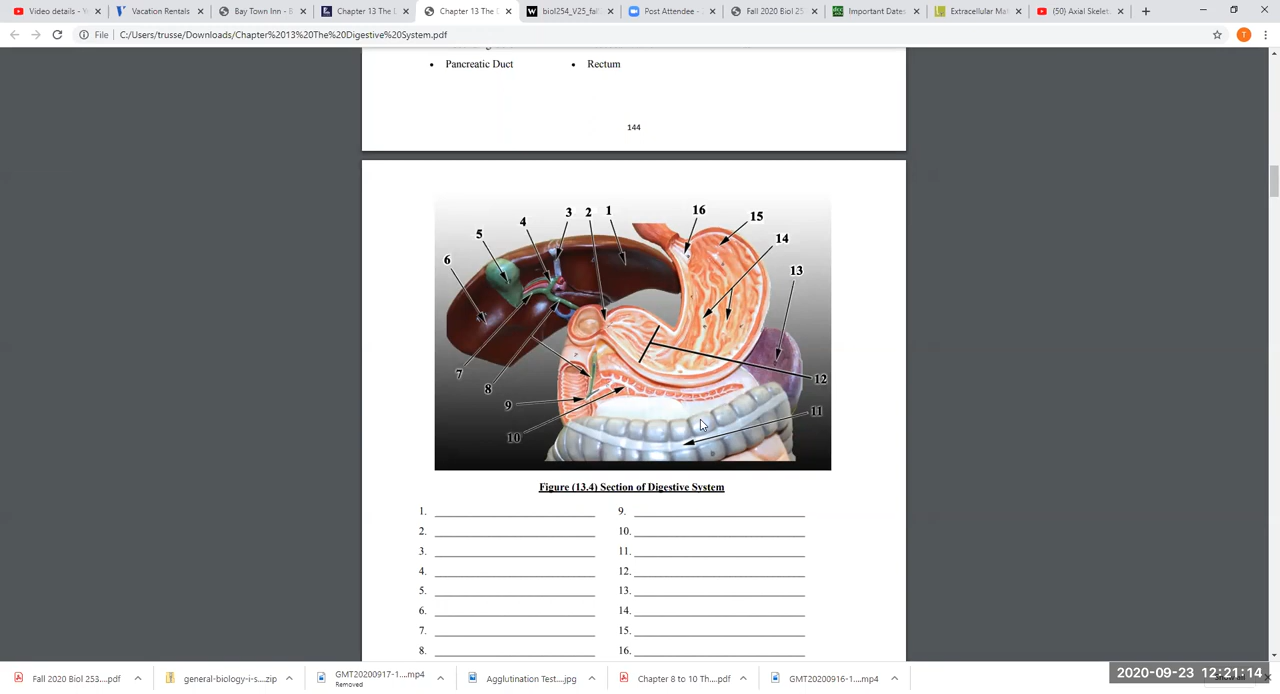 Video details - Y
Vacation Rentals
Bay Town Inn - B
Chapter 13 The D
Chapter 13 The D
biol254_V25_fal
Post Attendee -
Fall 2020 Biol 25
Important Dates
Extracellular Ma
(50) Axial Skelet
File
C:/Users/trusse/Downloads/Chapter%2013%20The%20Digestive%20System.pdf
T
• Pancreatic Duct • Rectum
144
3 2 1 16
4 15
5 14
6 13
7 12
8 11
9
10
Figure (13.4) Section of Digestive System
1. 9.
2. 10.
3. 11.
4. 12.
5. 13.
6. 14.
7. 15.
8. 16.
Fall 2020 Biol 253....pdf
general-biology-i-s....zip
GMT20200917-1....mp4
Removed
Agglutination Test....jpg
Chapter 8 to 10 Th....pdf
GMT20200916-1....mp4
2020-09-23 12:21:14